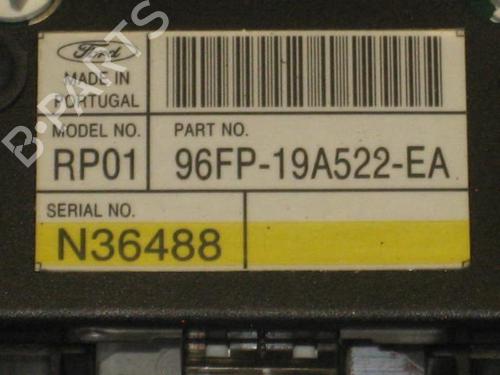 Ford
MADE IN
PORTUGAL
MODEL NO.
PART NO.
RP01
96FP-19A522-EA
SERIAL NO.
N36488
B-PARTS